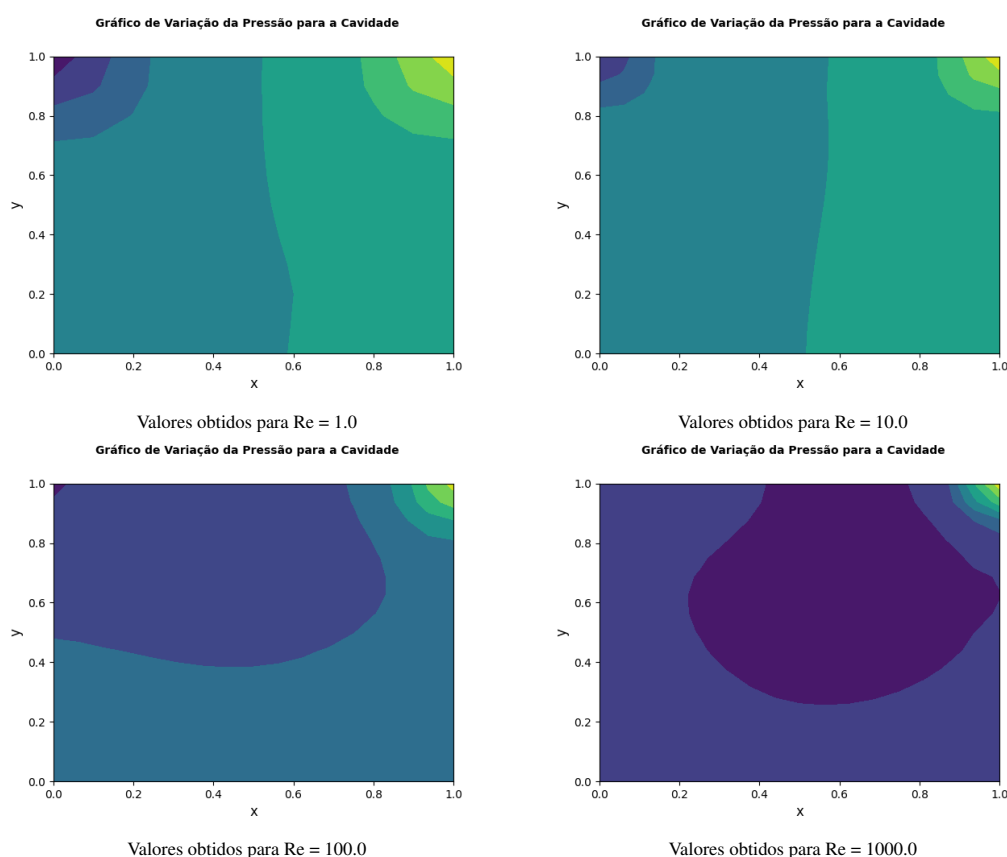 Gráfico de Variação da Pressão para a Cavidade
1.0
0.8
0.6
0.4
0.2
0.0
y
0.0 0.2 0.4 0.6 0.8 1.0
x
Valores obtidos para Re = 1.0
Gráfico de Variação da Pressão para a Cavidade
1.0
0.8
0.6
0.4
0.2
0.0
y
0.0 0.2 0.4 0.6 0.8 1.0
x
Valores obtidos para Re = 10.0
Gráfico de Variação da Pressão para a Cavidade
1.0
0.8
0.6
0.4
0.2
0.0
y
0.0 0.2 0.4 0.6 0.8 1.0
x
Valores obtidos para Re = 100.0
Gráfico de Variação da Pressão para a Cavidade
1.0
0.8
0.6
0.4
0.2
0.0
y
0.0 0.2 0.4 0.6 0.8 1.0
x
Valores obtidos para Re = 1000.0